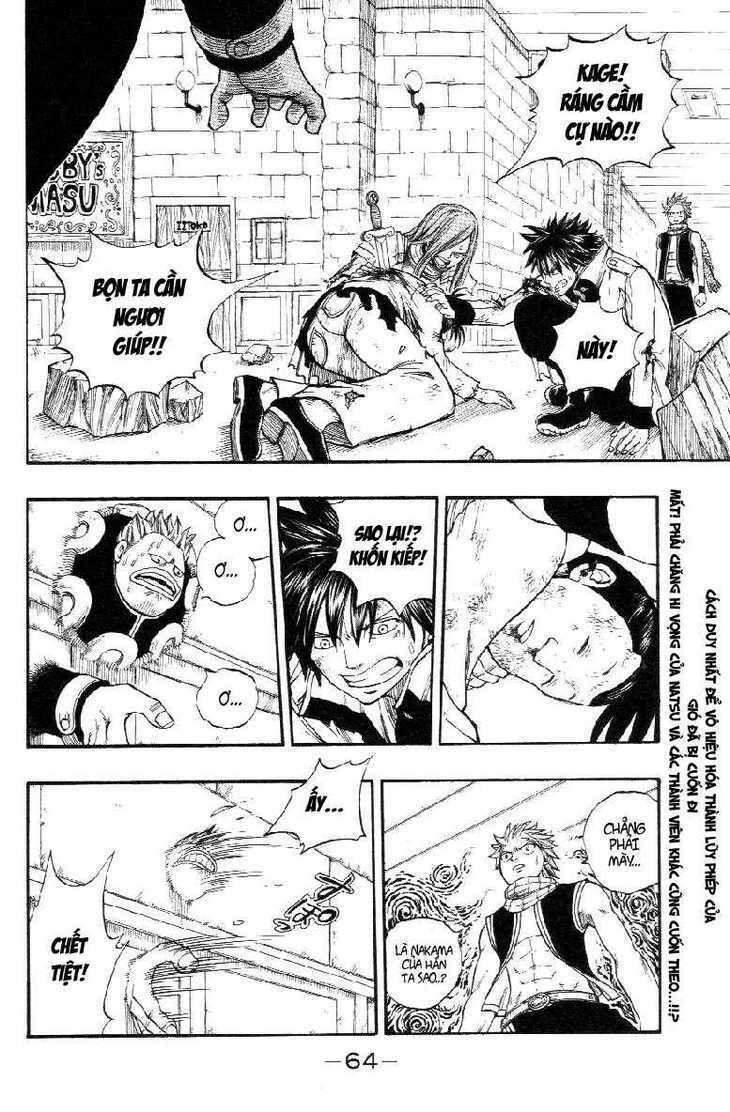 KAGE!
RÁNG CẦM
CỰ NÀO!!
BỌN TA CẦN
NGƯƠI
GIÚP!!
NÀY!
BY's
MASU
CÁCH DUY NHẤT ĐỂ VÔ HIỆU HÓA THÀNH LŨY PHÉP CỦA
GIÓ ĐÃ BỊ CUỐN ĐI
MẤT! PHẢI CHĂNG HI VỌNG CỦA NATSU VÀ CÁC THÀNH VIÊN KHÁC CŨNG CUỐN THEO...!!?
SAO LẠI!?
KHỐN KIẾP!
Ơ...
Ơ...
Ơ...
CHẲNG
PHẢI
MÀY...
LÀ NAKAMA
CỦA HẮN
TA SAO..?
ẤY...
CHẾT
TIỆT!
-64-